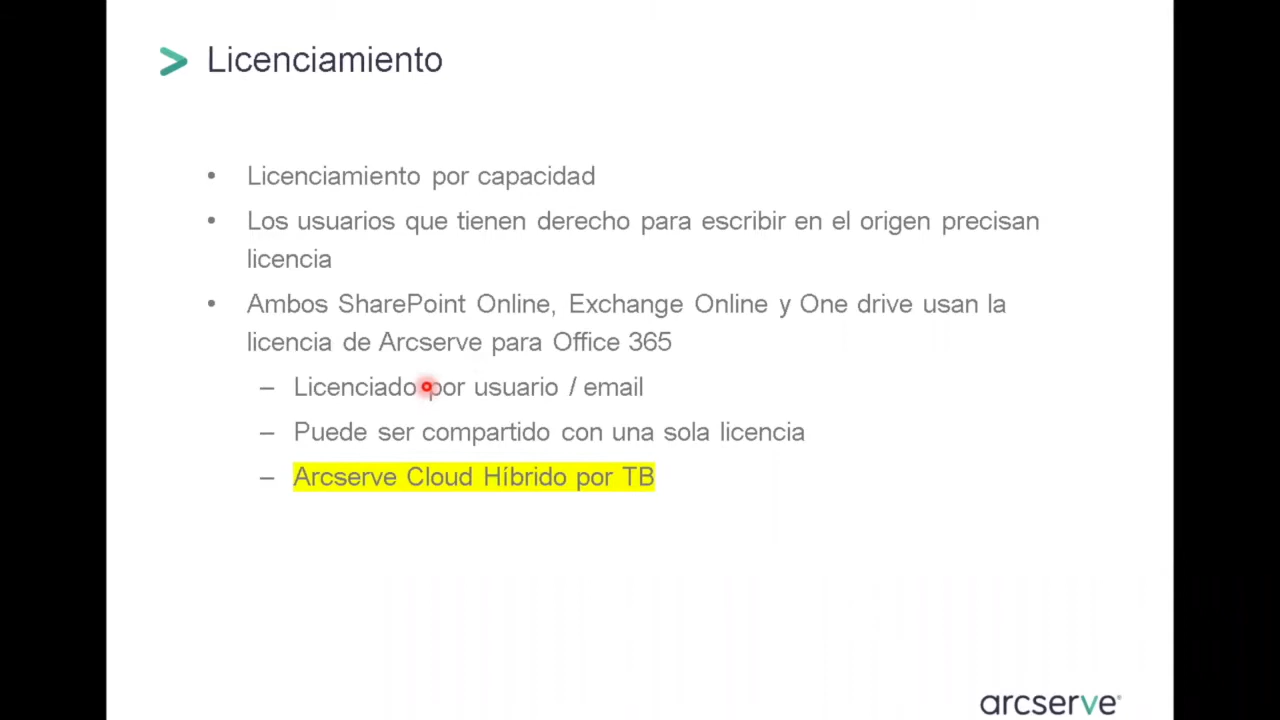 Licenciamiento
• Licenciamiento por capacidad
• Los usuarios que tienen derecho para escribir en el origen precisan
licencia
• Ambos SharePoint Online, Exchange Online y One drive usan la
licencia de Arcserve para Office 365
– Licenciado por usuario / email
– Puede ser compartido con una sola licencia
– Arcserve Cloud Híbrido por TB
arcserve®